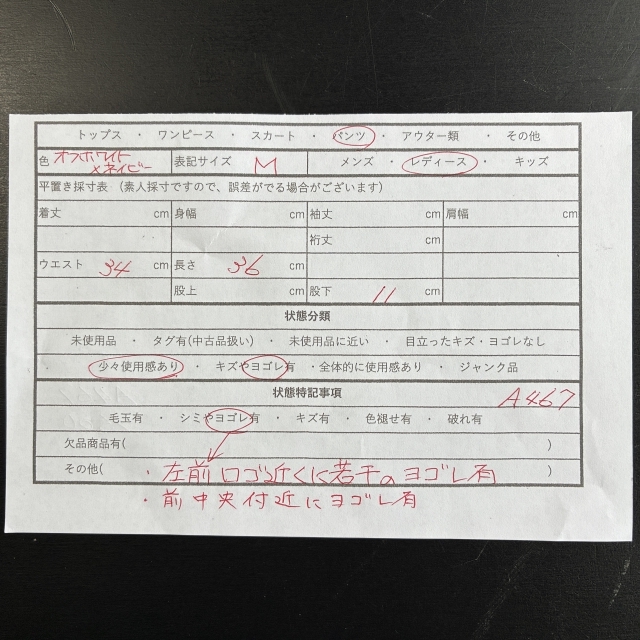 トップス ・ ワンピース ・ スカート ・ パンツ ・ アウター類 ・ その他
色 オフホワイト×ネイビー 表記サイズ M メンズ ・ レディース ・ キッズ
平置き採寸表 (素人採寸ですので、誤差がでる場合がございます)
着丈 cm 身幅 cm 袖丈 cm 肩幅 cm
裄丈 cm
ウエスト 34 cm 長さ 36 cm
股上 cm 股下 11 cm
状態分類
未使用品 ・ タグ有(中古品扱い) ・ 未使用品に近い ・ 目立ったキズ・ヨゴレなし
少々使用感あり ・ キズやヨゴレ有 ・全体的に使用感あり ・ ジャンク品
状態特記事項 A467
毛玉有 ・ シミやヨゴレ有 ・ キズ有 ・ 色褪せ有 ・ 破れ有
欠品商品有( )
その他( ・左前ロゴ近くに若干のヨゴレ有 )
・前中央付近にヨゴレ有